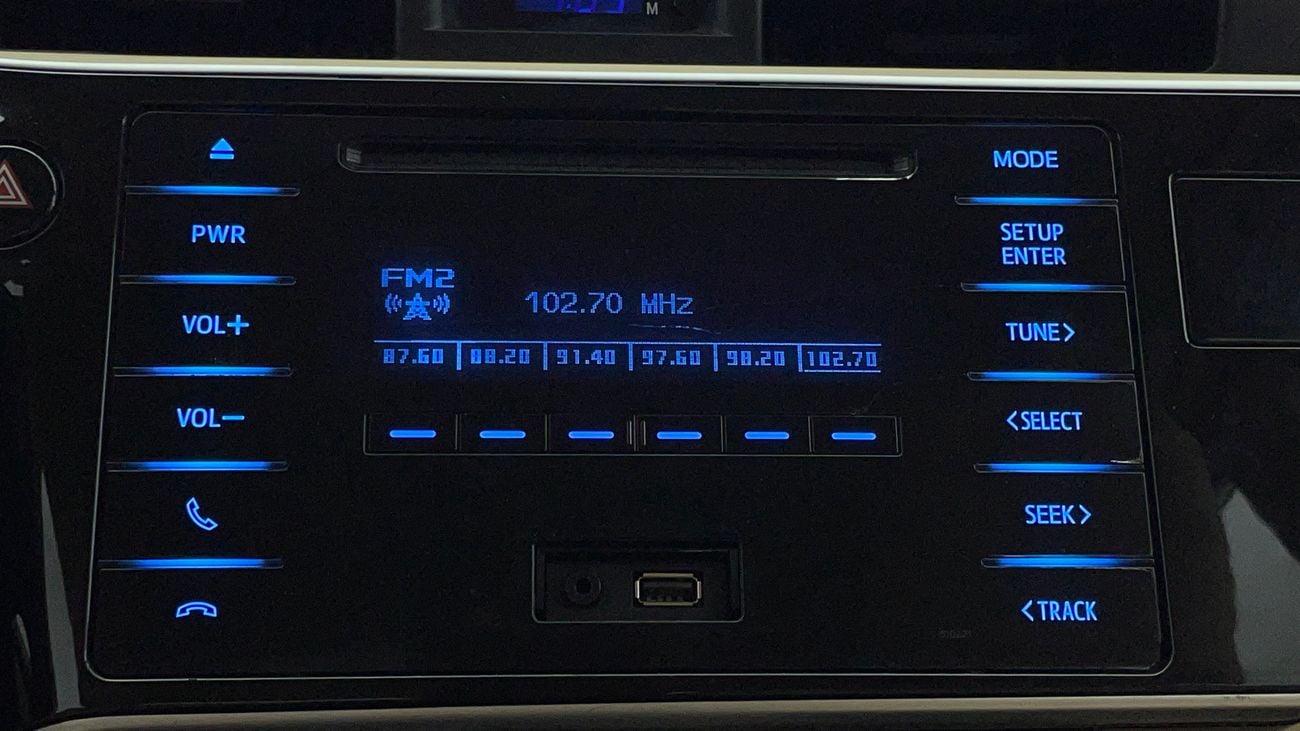 M
MODE
PWR
SETUP
ENTER
FM2
102.70 MHz
VOL+
TUNE>
87.60 88.20 91.40 97.60 98.20 102.70
VOL−
<SELECT
SEEK>
<TRACK